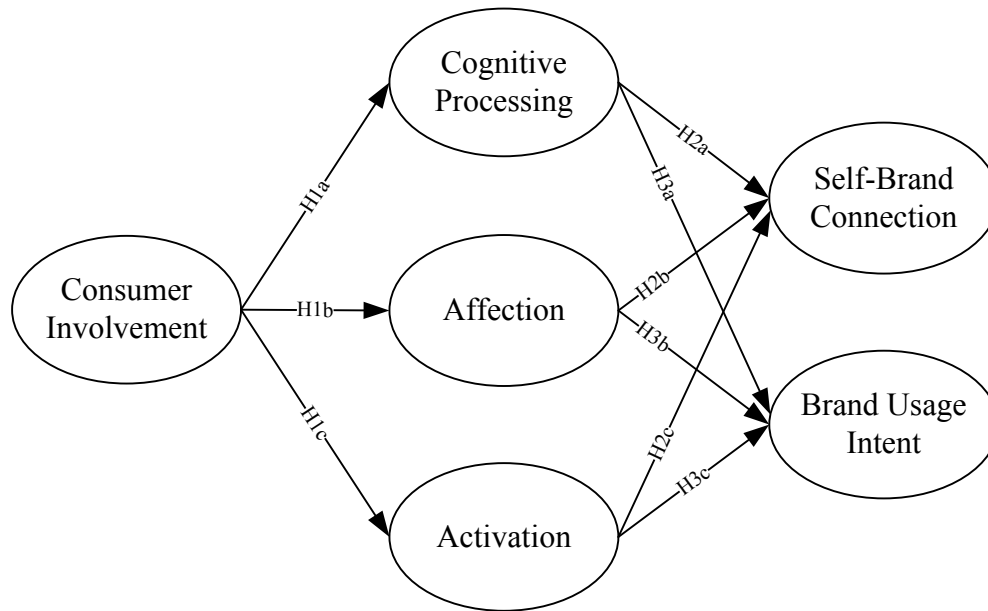 Cognitive
Processing
H2a
H1a
H3a
Self-Brand
Connection
Consumer
Involvement
H1b
Affection
H2b
H3b
Brand Usage
Intent
H1c
H2c
H3c
Activation